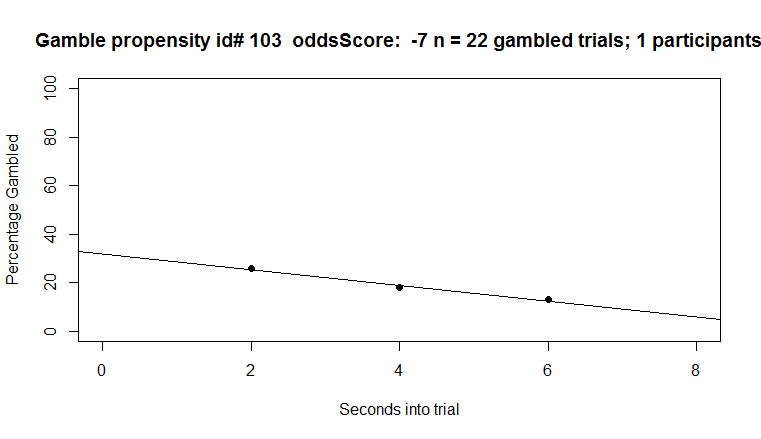 Gamble propensity id# 103  oddsScore:  -7 n = 22 gambled trials; 1 participants
Percentage Gambled
100
80
60
40
20
0
0 2 4 6 8
Seconds into trial